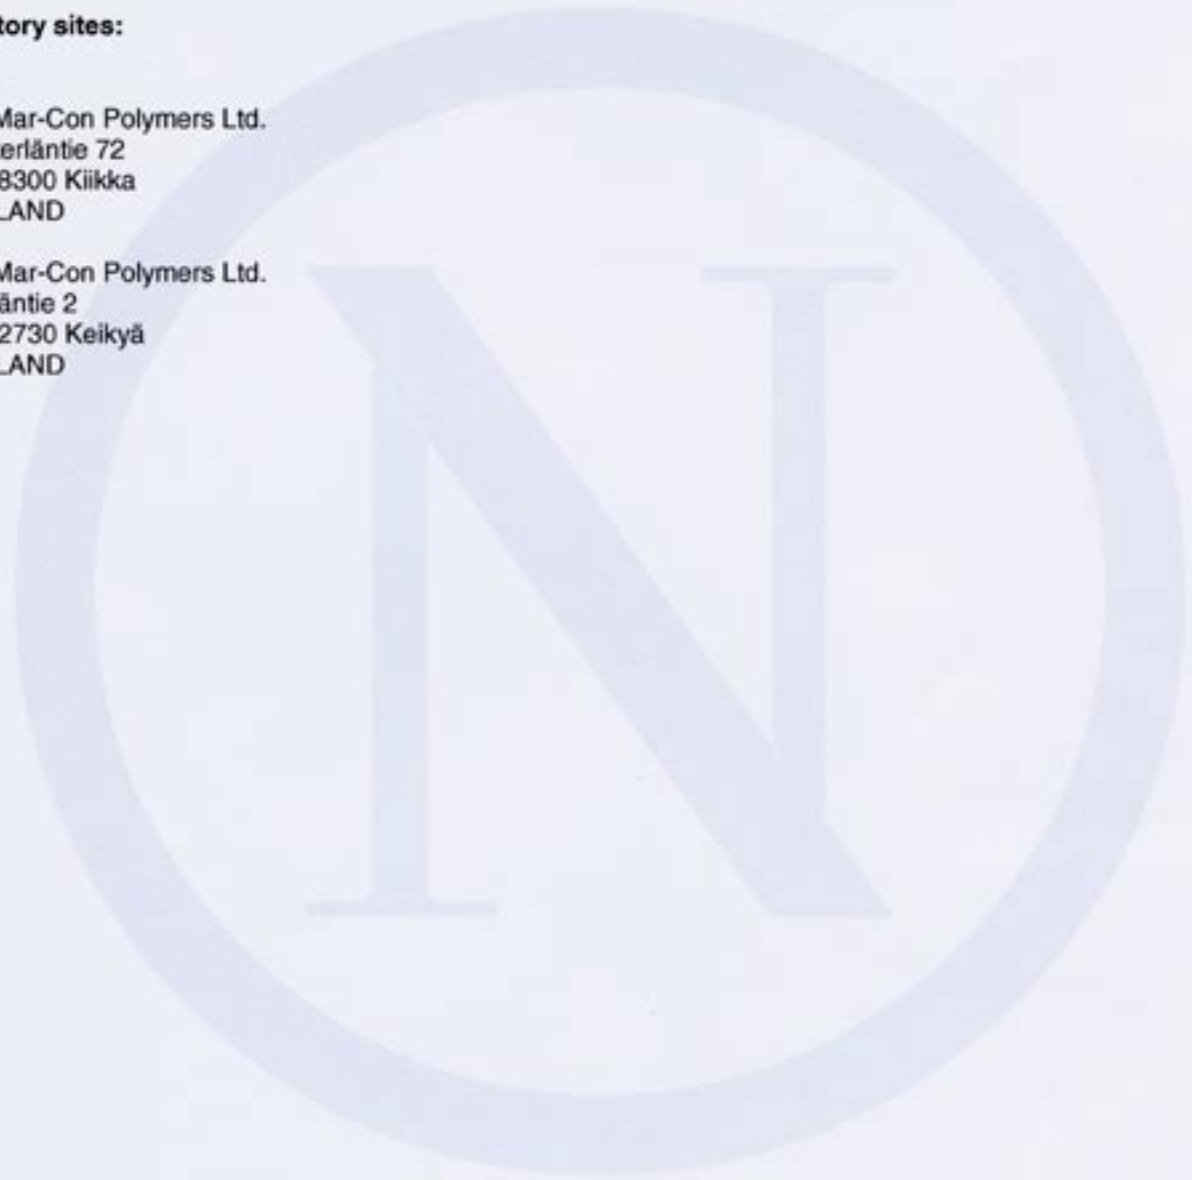 tory sites:
Mar-Con Polymers Ltd.
erläntie 72
8300 Kiikka
LAND
Mar-Con Polymers Ltd.
äntie 2
2730 Keikyä
LAND
N